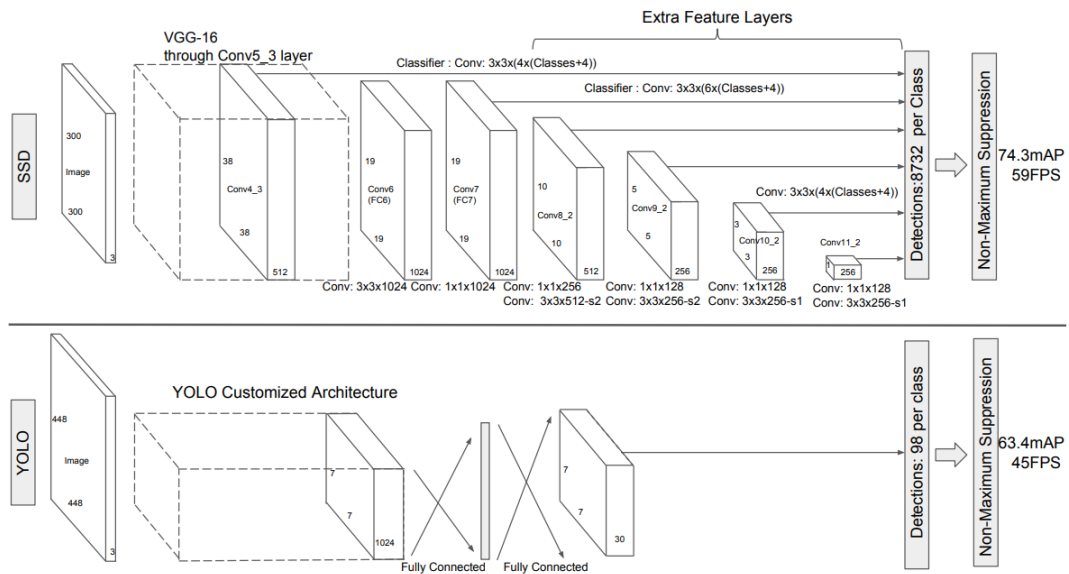 Extra Feature Layers
VGG-16
through Conv5_3 layer
Classifier : Conv: 3x3x(4x(Classes+4))
Classifier : Conv: 3x3x(6x(Classes+4))
SSD
300
Image
300
3
38
Conv4_3
38
512
19
Conv6
(FC6)
19
1024
19
Conv7
(FC7)
19
1024
10
Conv8_2
10
512
5
Conv9_2
5
256
Conv: 3x3x(4x(Classes+4))
3
Conv10_2
3
256
Conv11_2
1
256
Conv: 3x3x1024
Conv: 1x1x1024
Conv: 1x1x256
Conv: 3x3x512-s2
Conv: 1x1x128
Conv: 3x3x256-s2
Conv: 1x1x128
Conv: 3x3x256-s1
Conv: 1x1x128
Conv: 3x3x256-s1
Detections:8732 per Class
Non-Maximum Suppression
74.3mAP
59FPS
YOLO
448
Image
448
3
YOLO Customized Architecture
7
7
1024
Fully Connected
Fully Connected
7
7
30
Detections: 98 per class
Non-Maximum Suppression
63.4mAP
45FPS